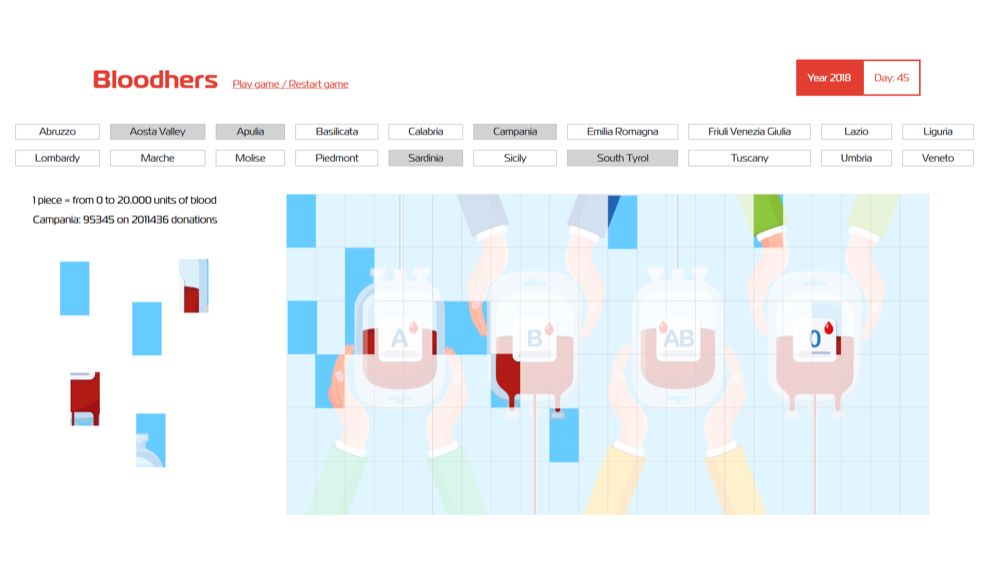 Bloodhers Play game / Restart game Year 2018 Day: 45
Abruzzo Aosta Valley Apulia Basilicata Calabria Campania Emilia Romagna Friuli Venezia Giulia Lazio Liguria
Lombardy Marche Molise Piedmont Sardinia Sicily South Tyrol Tuscany Umbria Veneto
1 piece = from 0 to 20.000 units of blood
Campania: 95345 on 2011436 donations
A B AB 0